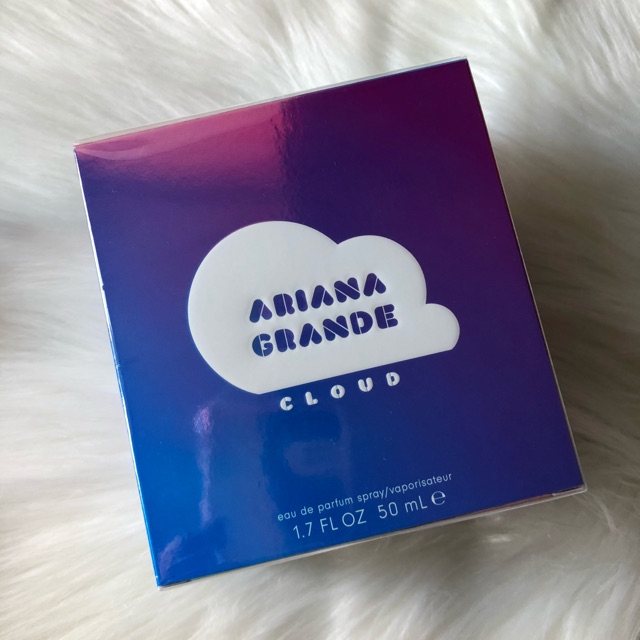 ARIANA
GRANDE
CLOUD
eau de parfum spray/vaporisateur
1.7 FL OZ 50 mL ℮